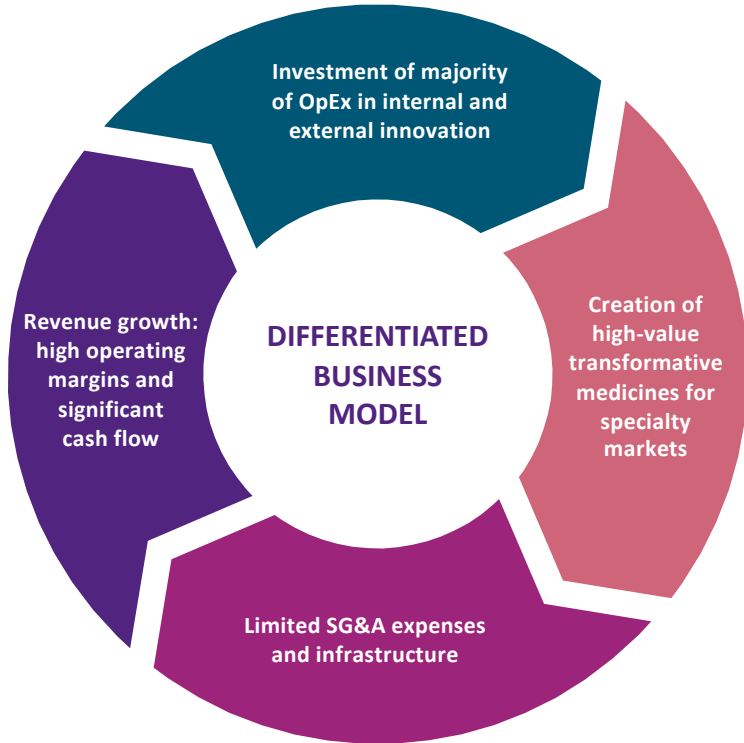 Investment of majority
of OpEx in internal and
external innovation
Creation of
high-value
transformative
medicines for
specialty
markets
Limited SG&A expenses
and infrastructure
Revenue growth:
high operating
margins and
significant
cash flow
DIFFERENTIATED
BUSINESS
MODEL